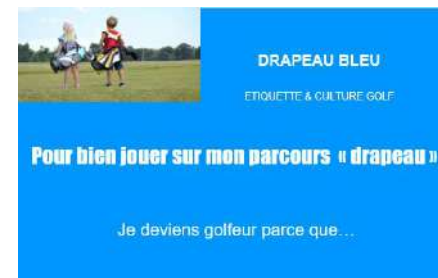 DRAPEAU BLEU
ETIQUETTE & CULTURE GOLF
Pour bien jouer sur mon parcours « drapeau »
Je deviens golfeur parce que…